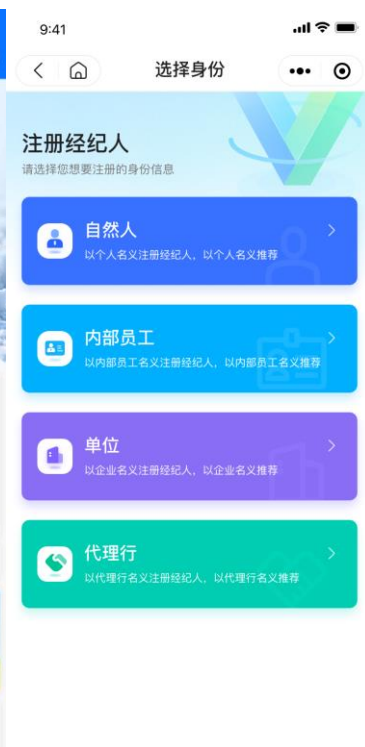 9:41
选择身份
注册经纪人
请选择您想要注册的身份信息
自然人
以个人名义注册经纪人，以个人名义推荐
内部员工
以内部员工名义注册经纪人，以内部员工名义推荐
单位
以企业名义注册经纪人，以企业名义推荐
代理行
以代理行名义注册经纪人，以代理行名义推荐